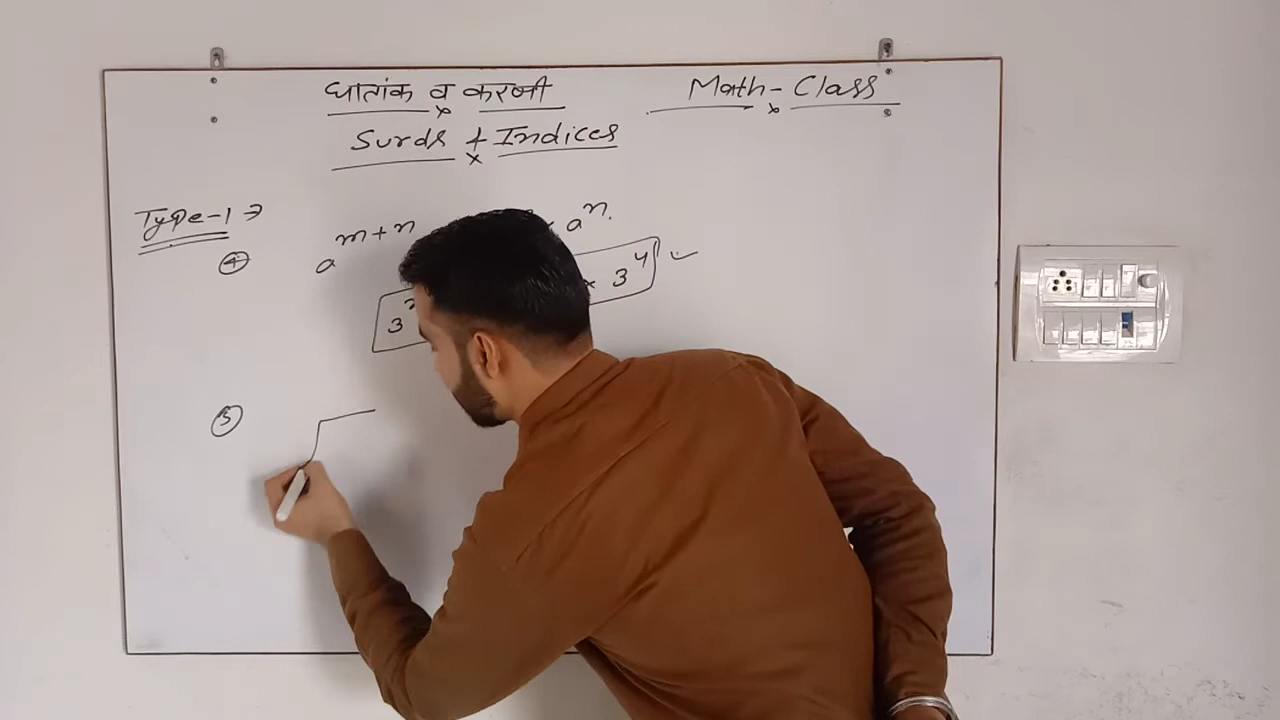 घातांक व करणी Math-Class
Surds + Indices
Type-1 →
④ a^{m+n} a^n.
3 × 3^4
⑤